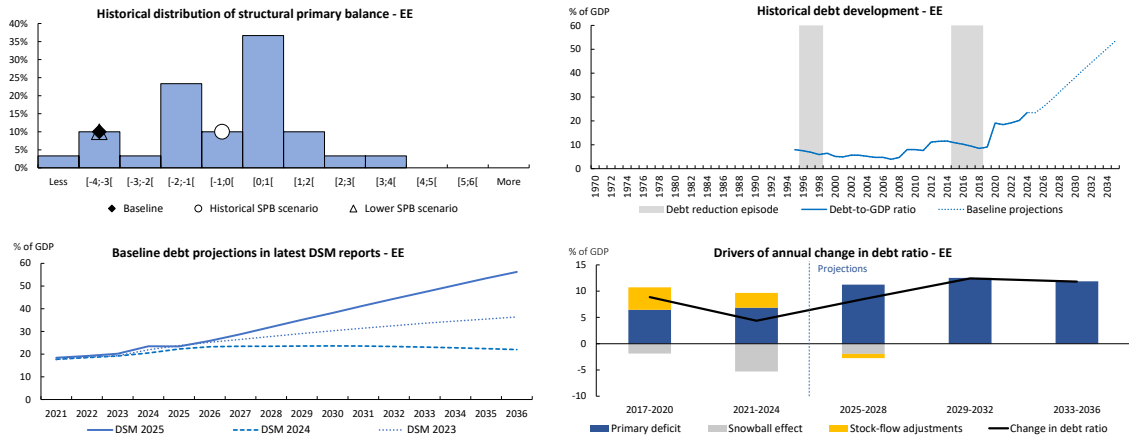 Historical distribution of structural primary balance - EE
40%
35%
30%
25%
20%
15%
10%
5%
0%
Less [-4;-3[ [-3;-2[ [-2;-1[ [-1;0[ [0;1[ [1;2[ [2;3[ [3;4[ [4;5[ [5;6[ More
Baseline Historical SPB scenario Lower SPB scenario
Historical debt development - EE
% of GDP
60
50
40
30
20
10
0
1970 1972 1974 1976 1978 1980 1982 1984 1986 1988 1990 1992 1994 1996 1998 2000 2002 2004 2006 2008 2010 2012 2014 2016 2018 2020 2022 2024 2026 2028 2030 2032 2034
Debt reduction episode Debt-to-GDP ratio Baseline projections
Baseline debt projections in latest DSM reports - EE
% of GDP
60
50
40
30
20
10
0
2021 2022 2023 2024 2025 2026 2027 2028 2029 2030 2031 2032 2033 2034 2035 2036
DSM 2025 DSM 2024 DSM 2023
Drivers of annual change in debt ratio - EE
% of GDP
Projections
15
10
5
0
-5
-10
2017-2020 2021-2024 2025-2028 2029-2032 2033-2036
Primary deficit Snowball effect Stock-flow adjustments Change in debt ratio